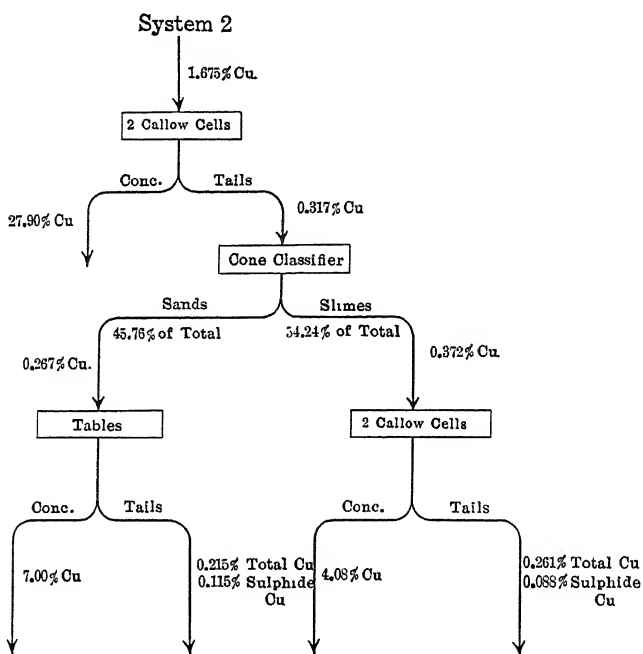 System 2
1.675% Cu.
2 Callow Cells
Conc.
Tails
27.90% Cu
0.317% Cu
Cone Classifier
Sands
Slimes
45.76% of Total
54.24% of Total
0.267% Cu.
0.372% Cu.
Tables
2 Callow Cells
Conc.
Tails
Conc.
Tails
7.00% Cu
0.215% Total Cu
0.115% Sulphide
Cu
4.08% Cu
0.261% Total Cu
0.088% Sulphide
Cu